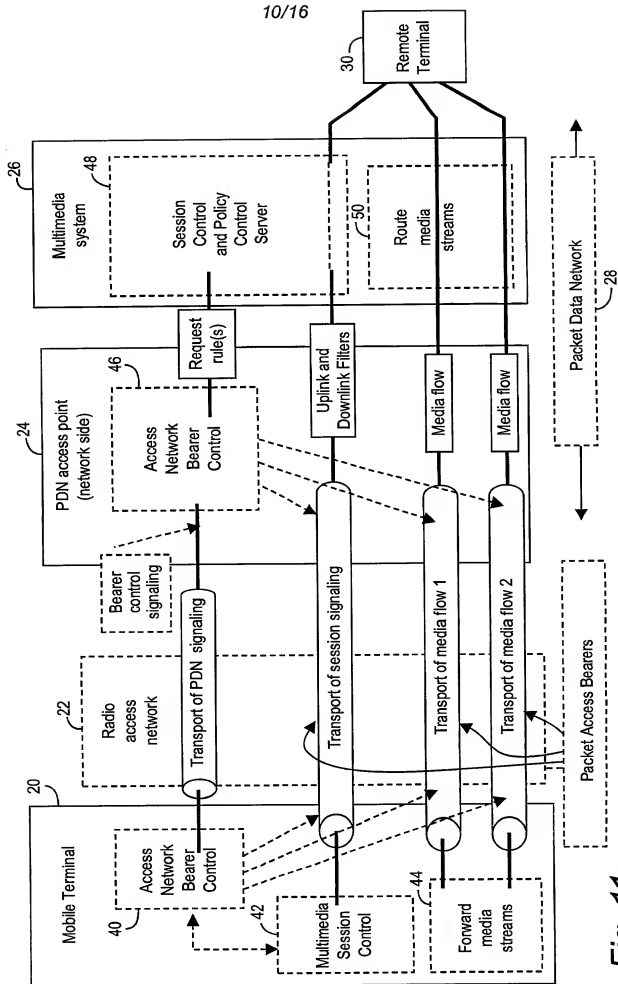 10/16
20
Mobile Terminal
40
Access
Network
Bearer
Control
42
Multimedia
Session
Control
44
Forward
media
streams
22
Radio
access
network
Transport of PDN signaling
Transport of session signaling
Transport of media flow 1
Transport of media flow 2
Packet Access Bearers
Bearer
control
signaling
24
PDN access point
(network side)
46
Access
Network
Bearer
Control
Request
rule(s)
Uplink and
Downlink Filters
Media flow
Media flow
26
Multimedia
system
48
Session
Control
and Policy
Control
Server
50
Route
media
streams
30
Remote
Terminal
Packet Data Network
28